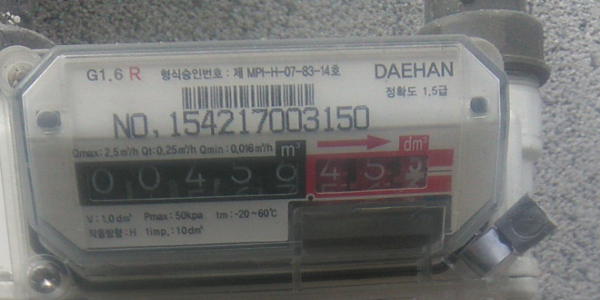 G1.6 R 형식승인번호 : 제 MPI-H-07-83-14호 DAEHAN
정확도 1.5급
NO. 154217003150
Qmax: 2.5㎥/h Qt: 0.25㎥/h Qmin : 0.016㎥/h m³ dm³
0 0 4 5 4 5
V : 1.0dm³ Pmax: 50kpa tm : -20~60℃
작동방향 : H 1imp.: 10dm³